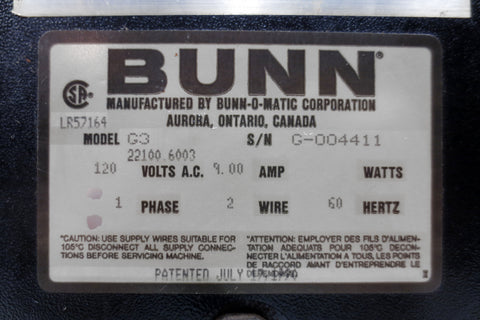 BUNN®
MANUFACTURED BY BUNN-O-MATIC CORPORATION
LR57164 AURORA, ONTARIO, CANADA
MODEL G3 S/N G-004411
22100.6003
120 VOLTS A.C. 9.00 AMP WATTS
1 PHASE 2 WIRE 60 HERTZ
*CAUTION: USE SUPPLY WIRES SUITABLE FOR
105°C DISCONNECT ALL SUPPLY CONNEC-
TIONS BEFORE SERVICING MACHINE.
*ATTENTION: EMPLOYER DES FILS D'ALIMEN-
TATION ADEQUATS POUR 105°C DECON-
NECTER L'ALIMENTATION A TOUS, LES POINTS
DE RACCORD AVANT D'ENTREPRENDRE LE
PATENTED JULY